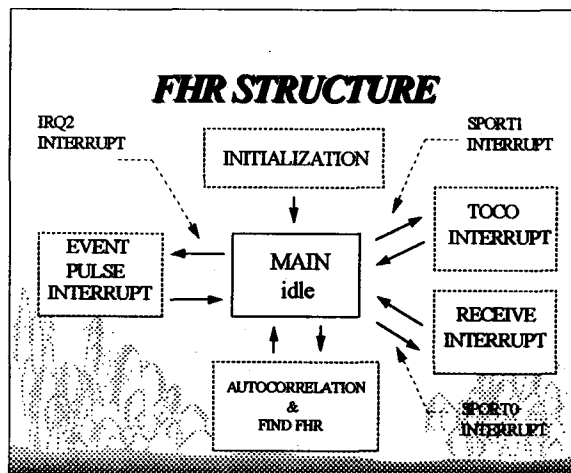 FHR STRUCTURE
IRQ2
INTERRUPT
SPORT1
INTERRUPT
INITIALIZATION
TOCO
INTERRUPT
EVENT
PULSE
INTERRUPT
MAIN
idle
RECEIVE
INTERRUPT
AUTOCORRELATION
&
FIND FHR
SPORT0
INTERRUPT